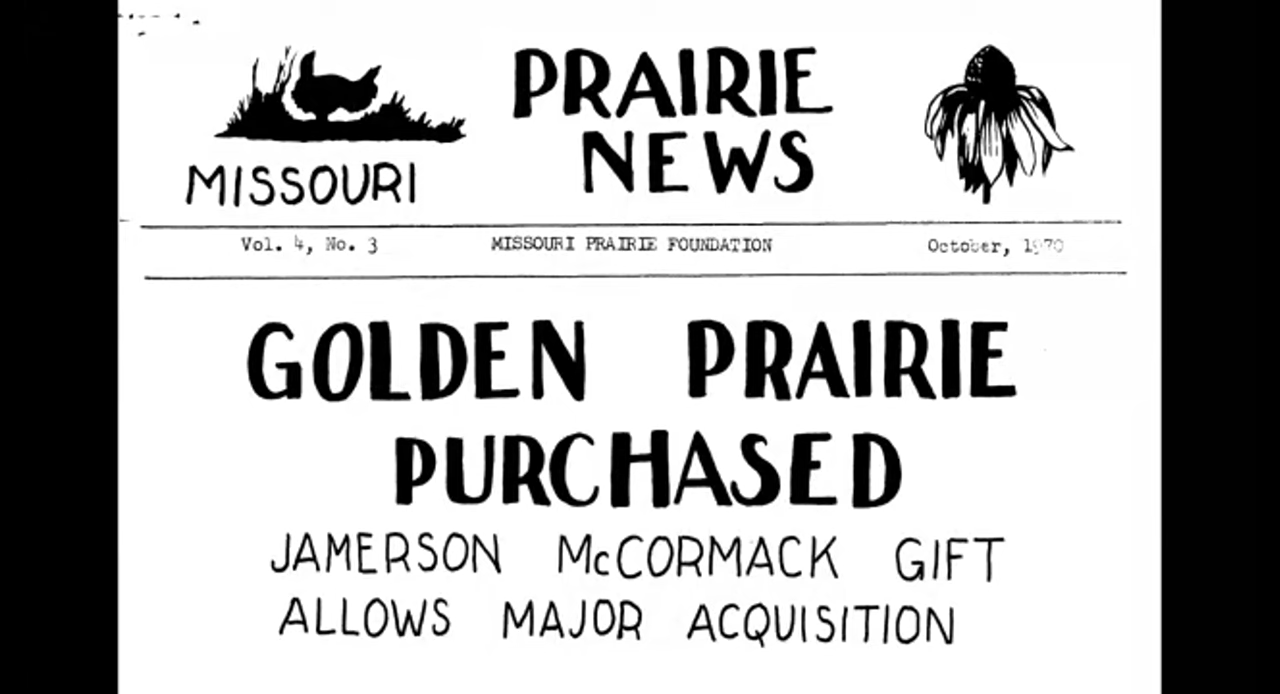 PRAIRIE
NEWS
MISSOURI
Vol. 4, No. 3 MISSOURI PRAIRIE FOUNDATION October, 1970
GOLDEN PRAIRIE
PURCHASED
JAMERSON McCORMACK GIFT
ALLOWS MAJOR ACQUISITION